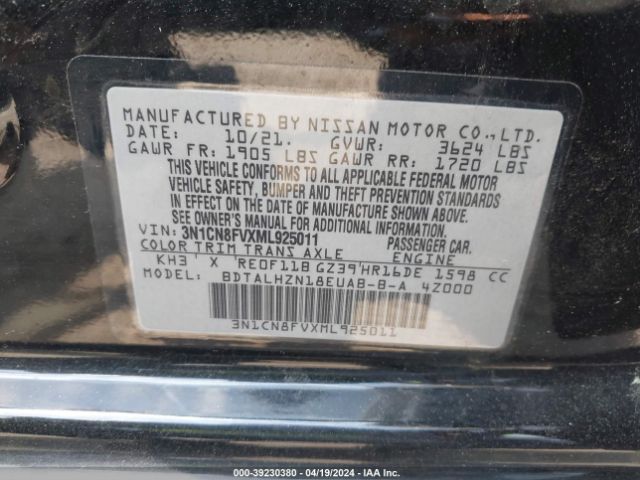 MANUFACTURED BY NISSAN MOTOR CO., LTD.
DATE: 10/21. GVWR: 3624 LBS
GAWR FR: 1905 LBS GAWR RR: 1720 LBS
THIS VEHICLE CONFORMS TO ALL APPLICABLE FEDERAL MOTOR
VEHICLE SAFETY, BUMPER AND THEFT PREVENTION STANDARDS
IN EFFECT ON THE DATE OF MANUFACTURE SHOWN ABOVE.
SEE OWNER'S MANUAL FOR ADDITIONAL INFORMATION.
VIN: 3N1CN8FVXML925011 PASSENGER CAR.
COLOR TRIM TRANS AXLE ENGINE
KH3 X RE0F11B GZ39 HR16DE 1598 CC
MODEL: BDTALHZN18EUAB-B-A 4Z000
3N1CN8FVXML925011
000-39230380 - 04/19/2024 - IAA Inc.